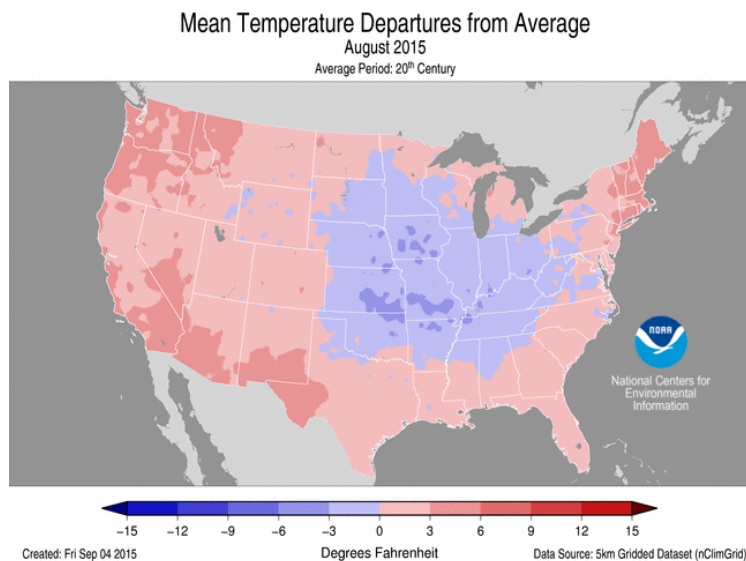 Mean Temperature Departures from Average
August 2015
Average Period: 20th Century
NOAA
National Centers for
Environmental
Information
−15 −12 −9 −6 −3 0 3 6 9 12 15
Created: Fri Sep 04 2015 Degrees Fahrenheit Data Source: 5km Gridded Dataset (nClimGrid)